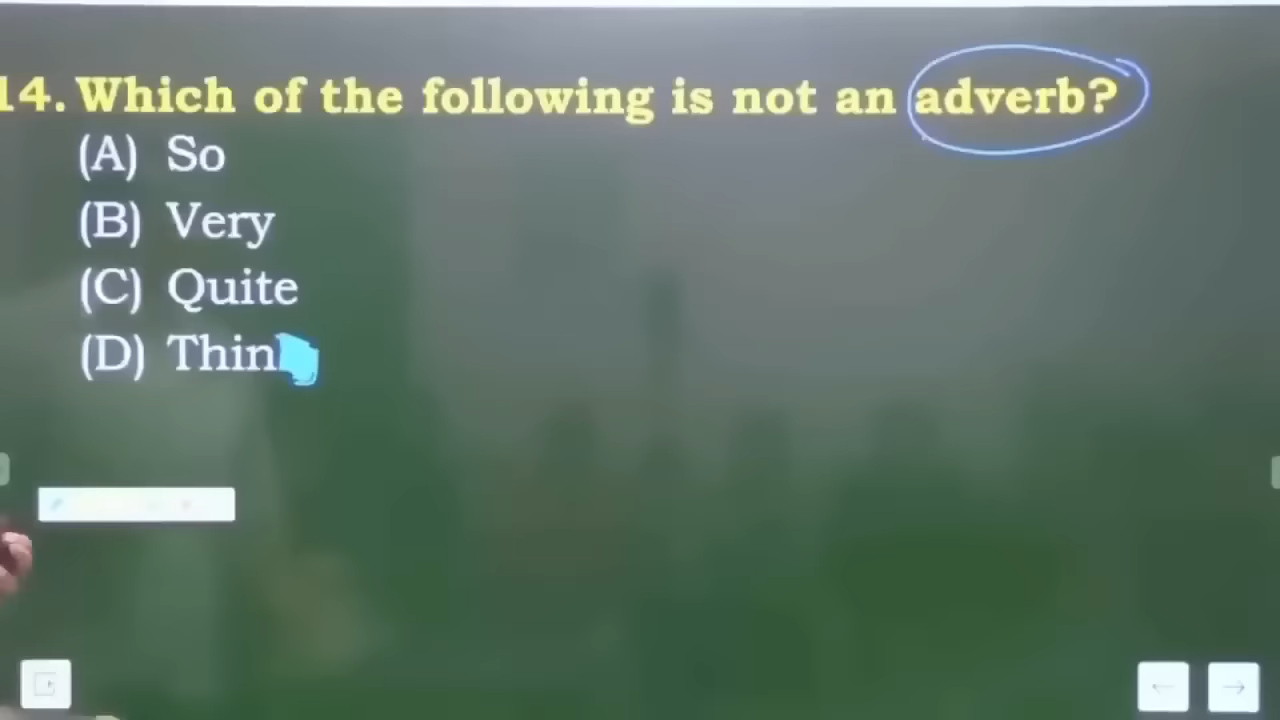 14. Which of the following is not an adverb?
(A) So
(B) Very
(C) Quite
(D) Thin